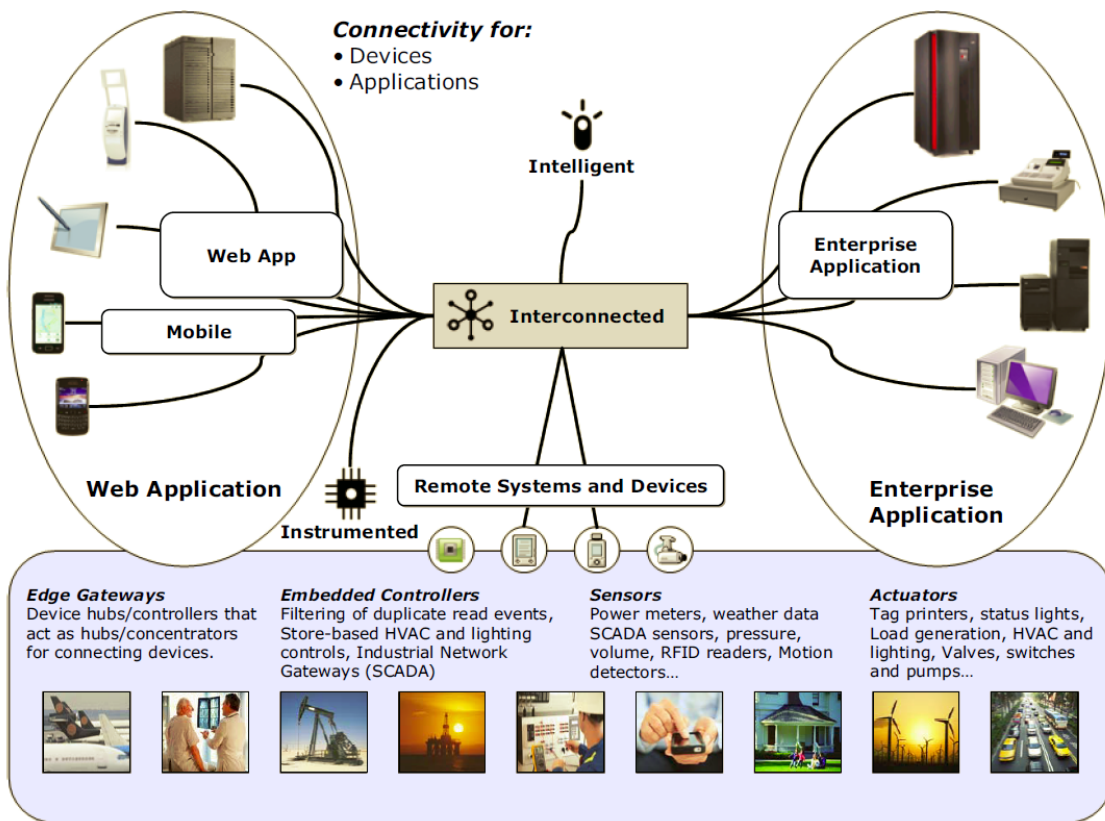 Connectivity for:
• Devices
• Applications
Intelligent
Web App
Enterprise
Application
Interconnected
Mobile
Web Application
Remote Systems and Devices
Enterprise
Application
Instrumented
Edge Gateways
Device hubs/controllers that
act as hubs/concentrators
for connecting devices.
Embedded Controllers
Filtering of duplicate read events,
Store-based HVAC and lighting
controls, Industrial Network
Gateways (SCADA)
Sensors
Power meters, weather data
SCADA sensors, pressure,
volume, RFID readers, Motion
detectors…
Actuators
Tag printers, status lights,
Load generation, HVAC and
lighting, Valves, switches
and pumps…